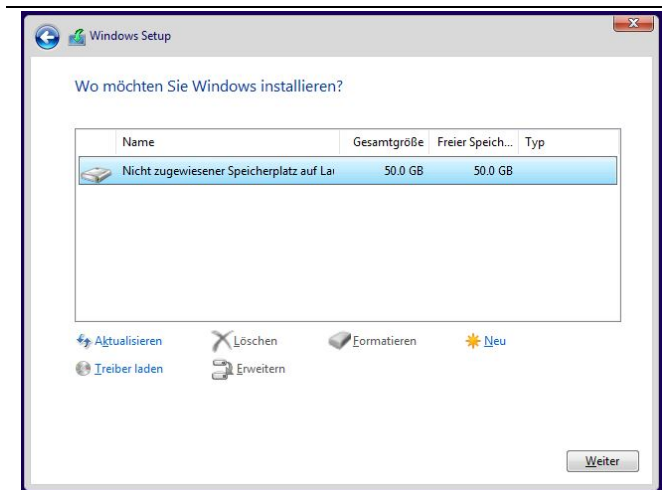 Windows Setup
Wo möchten Sie Windows installieren?
Name Gesamtgröße Freier Speich... Typ
Nicht zugewiesener Speicherplatz auf Lau 50.0 GB 50.0 GB
Aktualisieren Löschen Formatieren Neu
Treiber laden Erweitern
Weiter